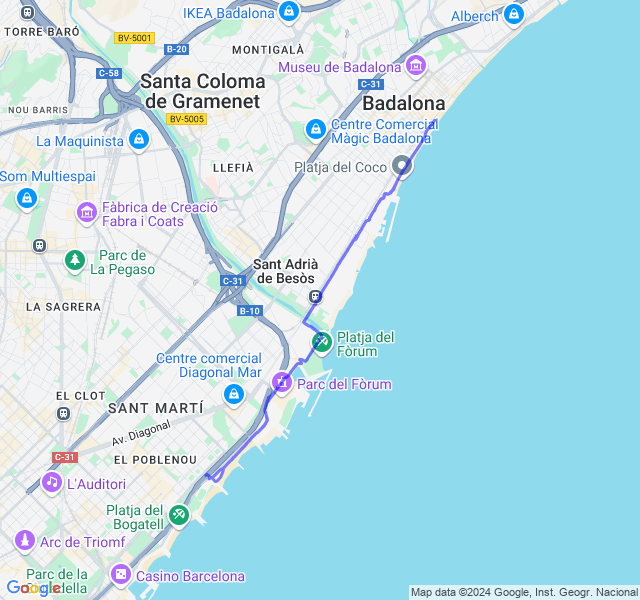 IKEA Badalona
Alberch
TORRE BARÓ
BV-5001
B-20
MONTIGALÀ
C-58
Museu de Badalona
Santa Coloma
de Gramenet
C-31
Badalona
NOU BARRIS
BV-5005
Centre Comercial
Màgic Badalona
La Maquinista
LLEFIÀ
Platja del Coco
Som Multiespai
Fàbrica de Creació
Fabra i Coats
Parc de
La Pegaso
Sant Adrià
de Besòs
C-31
LA SAGRERA
B-10
Platja del
Fòrum
Centre comercial
Diagonal Mar
Parc del Fòrum
EL CLOT
SANT MARTÍ
Av. Diagonal
C-31
EL POBLENOU
L'Auditori
Platja del
Bogatell
Arc de Triomf
Parc de la
Ciutadella
Casino Barcelona
Google
Map data ©2024 Google, Inst. Geogr. Nacional